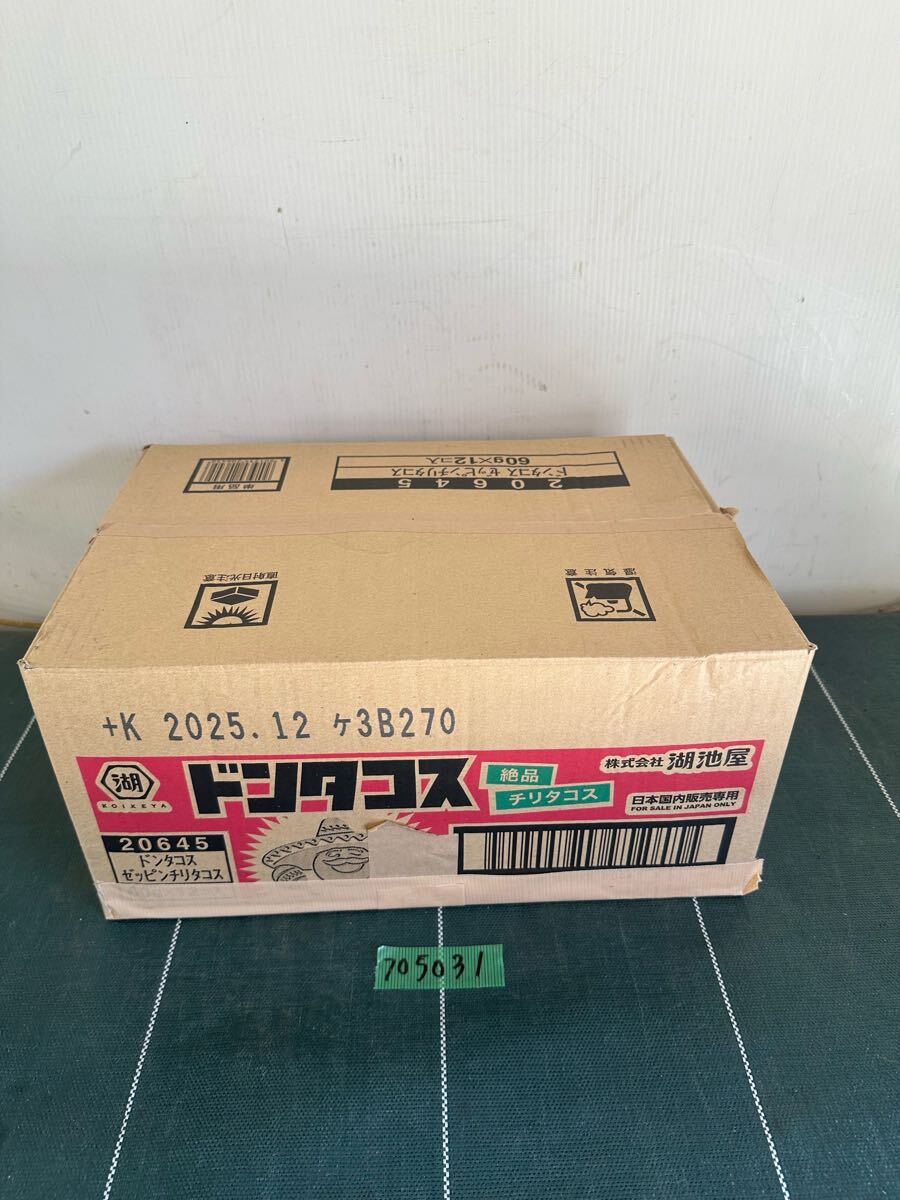 単品用
20645
ドンタコス ゼッピンチリタコス
60g×12コ入
直射日光注意
湿気注意
+K 2025.12 ケ3B270
湖
KOIKEYA
ドンタコス
絶品
チリタコス
株式会社 湖池屋
日本国内販売専用
FOR SALE IN JAPAN ONLY
20645
ドンタコス
ゼッピンチリタコス
705031